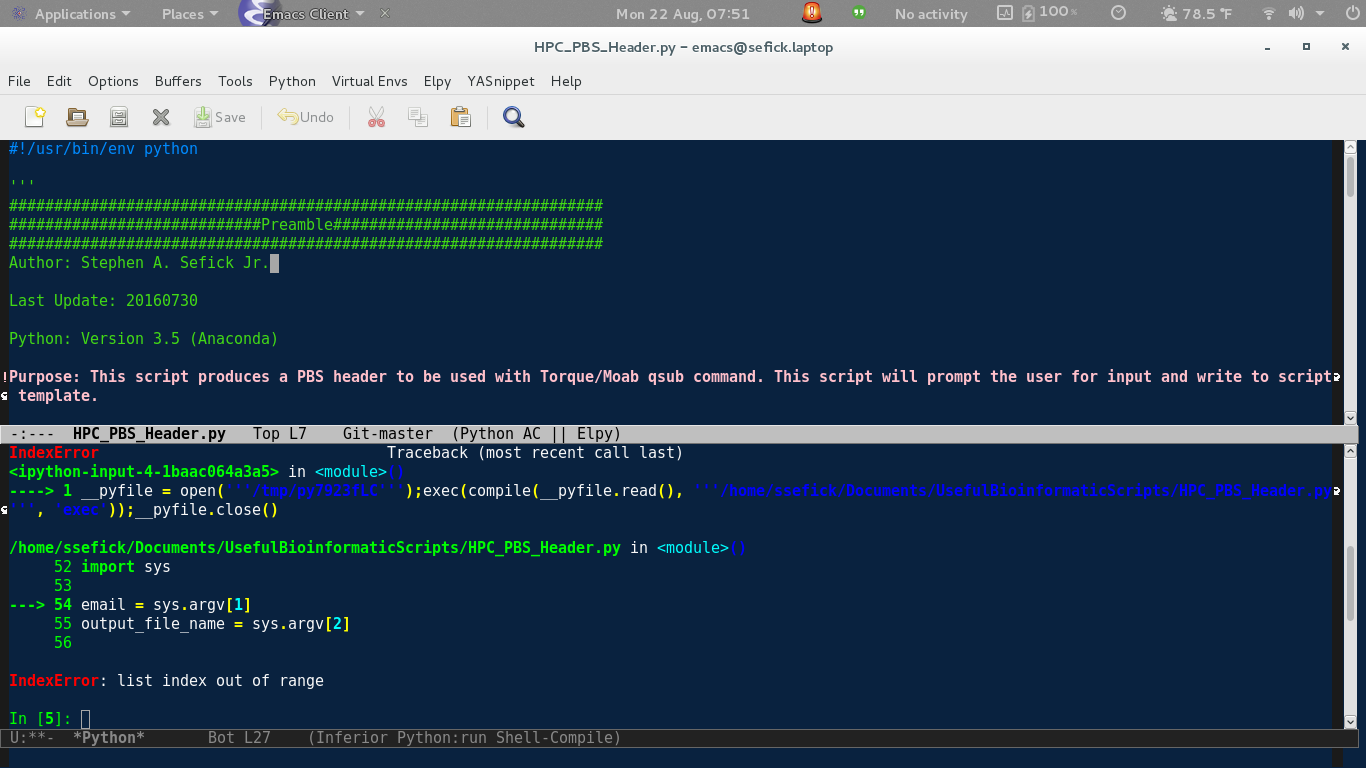 Applications Places Emacs Client Mon 22 Aug, 07:51 No activity 100% 78.5 °F
HPC_PBS_Header.py – emacs@sefick.laptop
File Edit Options Buffers Tools Python Virtual Envs Elpy YASnippet Help
Save Undo
#!/usr/bin/env python
'''
##################################################################
############################Preamble##############################
##################################################################
Author: Stephen A. Sefick Jr.
Last Update: 20160730
Python: Version 3.5 (Anaconda)
!Purpose: This script produces a PBS header to be used with Torque/Moab qsub command. This script will prompt the user for input and write to script
template.
-:--- HPC_PBS_Header.py Top L7 Git-master (Python AC || Elpy)
IndexError Traceback (most recent call last)
<ipython-input-4-1baac064a3a5> in <module>()
----> 1 __pyfile = open('''/tmp/py7923fLC''');exec(compile(__pyfile.read(), '''/home/ssefick/Documents/UsefulBioinformaticScripts/HPC_PBS_Header.py
''', 'exec'));__pyfile.close()
/home/ssefick/Documents/UsefulBioinformaticScripts/HPC_PBS_Header.py in <module>()
52 import sys
53
---> 54 email = sys.argv[1]
55 output_file_name = sys.argv[2]
56
IndexError: list index out of range
In [5]:
U:**- *Python* Bot L27 (Inferior Python:run Shell-Compile)